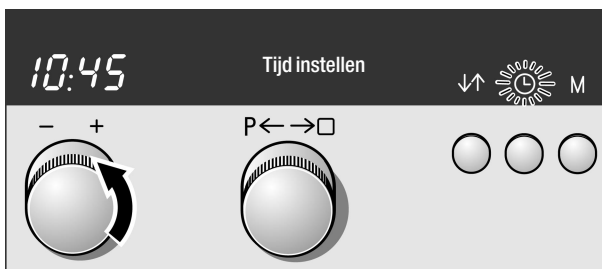 10:45
Tijd instellen
↓↑ M
− +
P← →□